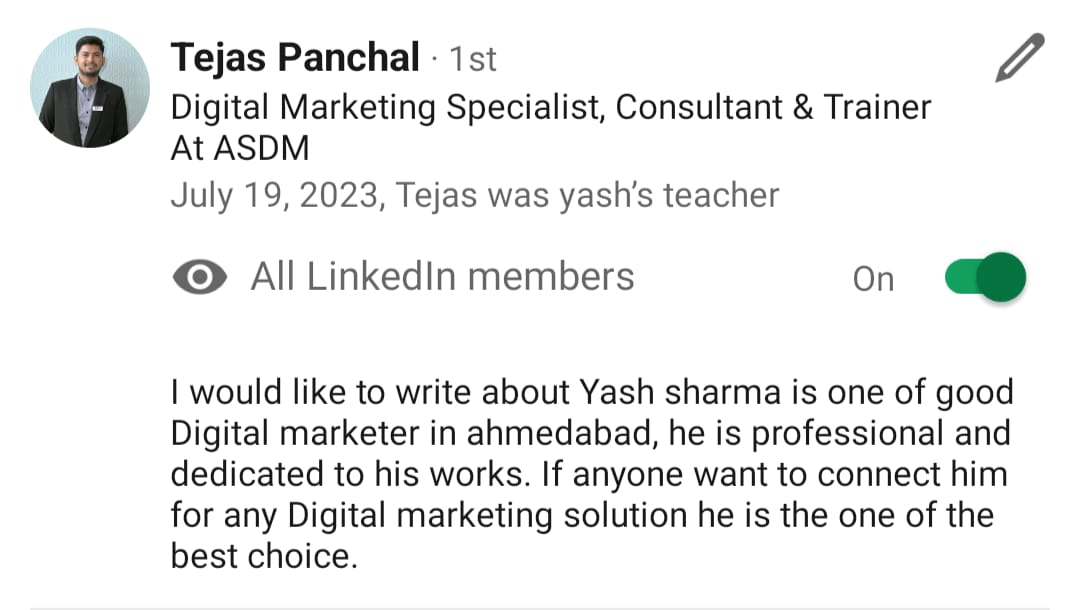 Tejas Panchal · 1st
Digital Marketing Specialist, Consultant & Trainer
At ASDM
July 19, 2023, Tejas was yash's teacher
All LinkedIn members On
I would like to write about Yash sharma is one of good
Digital marketer in ahmedabad, he is professional and
dedicated to his works. If anyone want to connect him
for any Digital marketing solution he is the one of the
best choice.